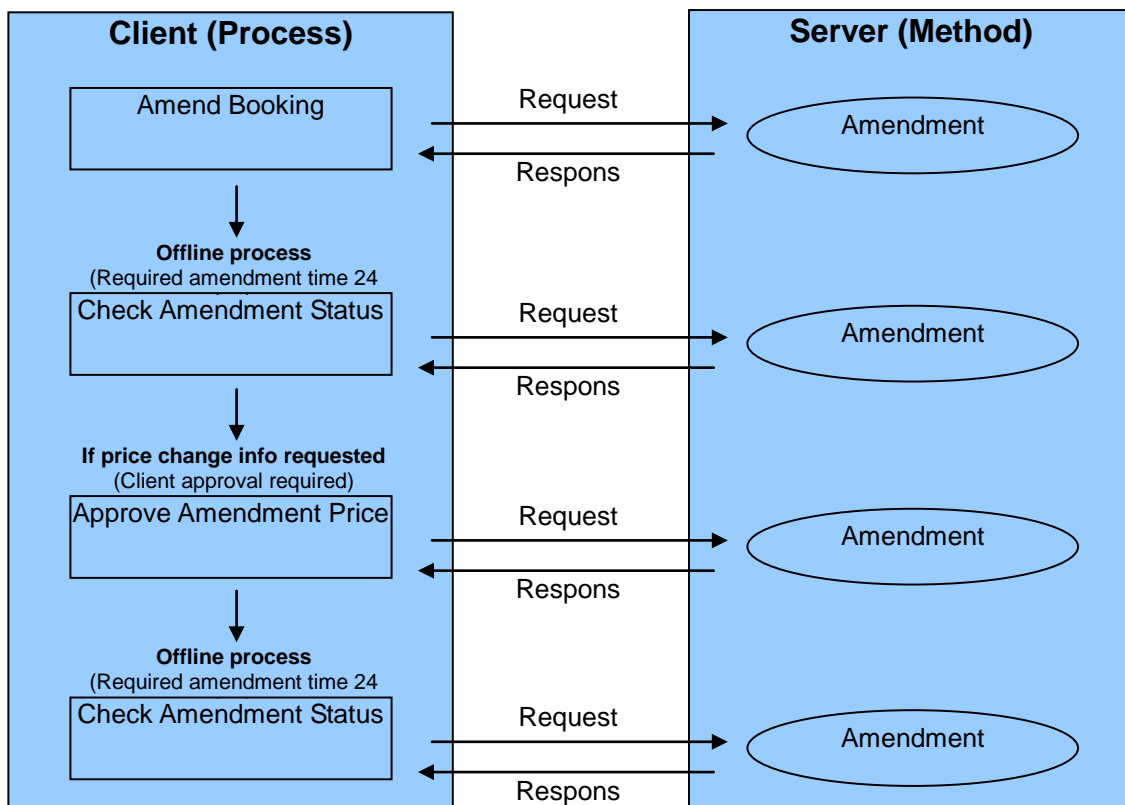 Client (Process)
Server (Method)
Amend Booking
Request
Respons
Amendment
Offline process
(Required amendment time 24
Check Amendment Status
Request
Respons
Amendment
If price change info requested
(Client approval required)
Approve Amendment Price
Request
Respons
Amendment
Offline process
(Required amendment time 24
Check Amendment Status
Request
Respons
Amendment